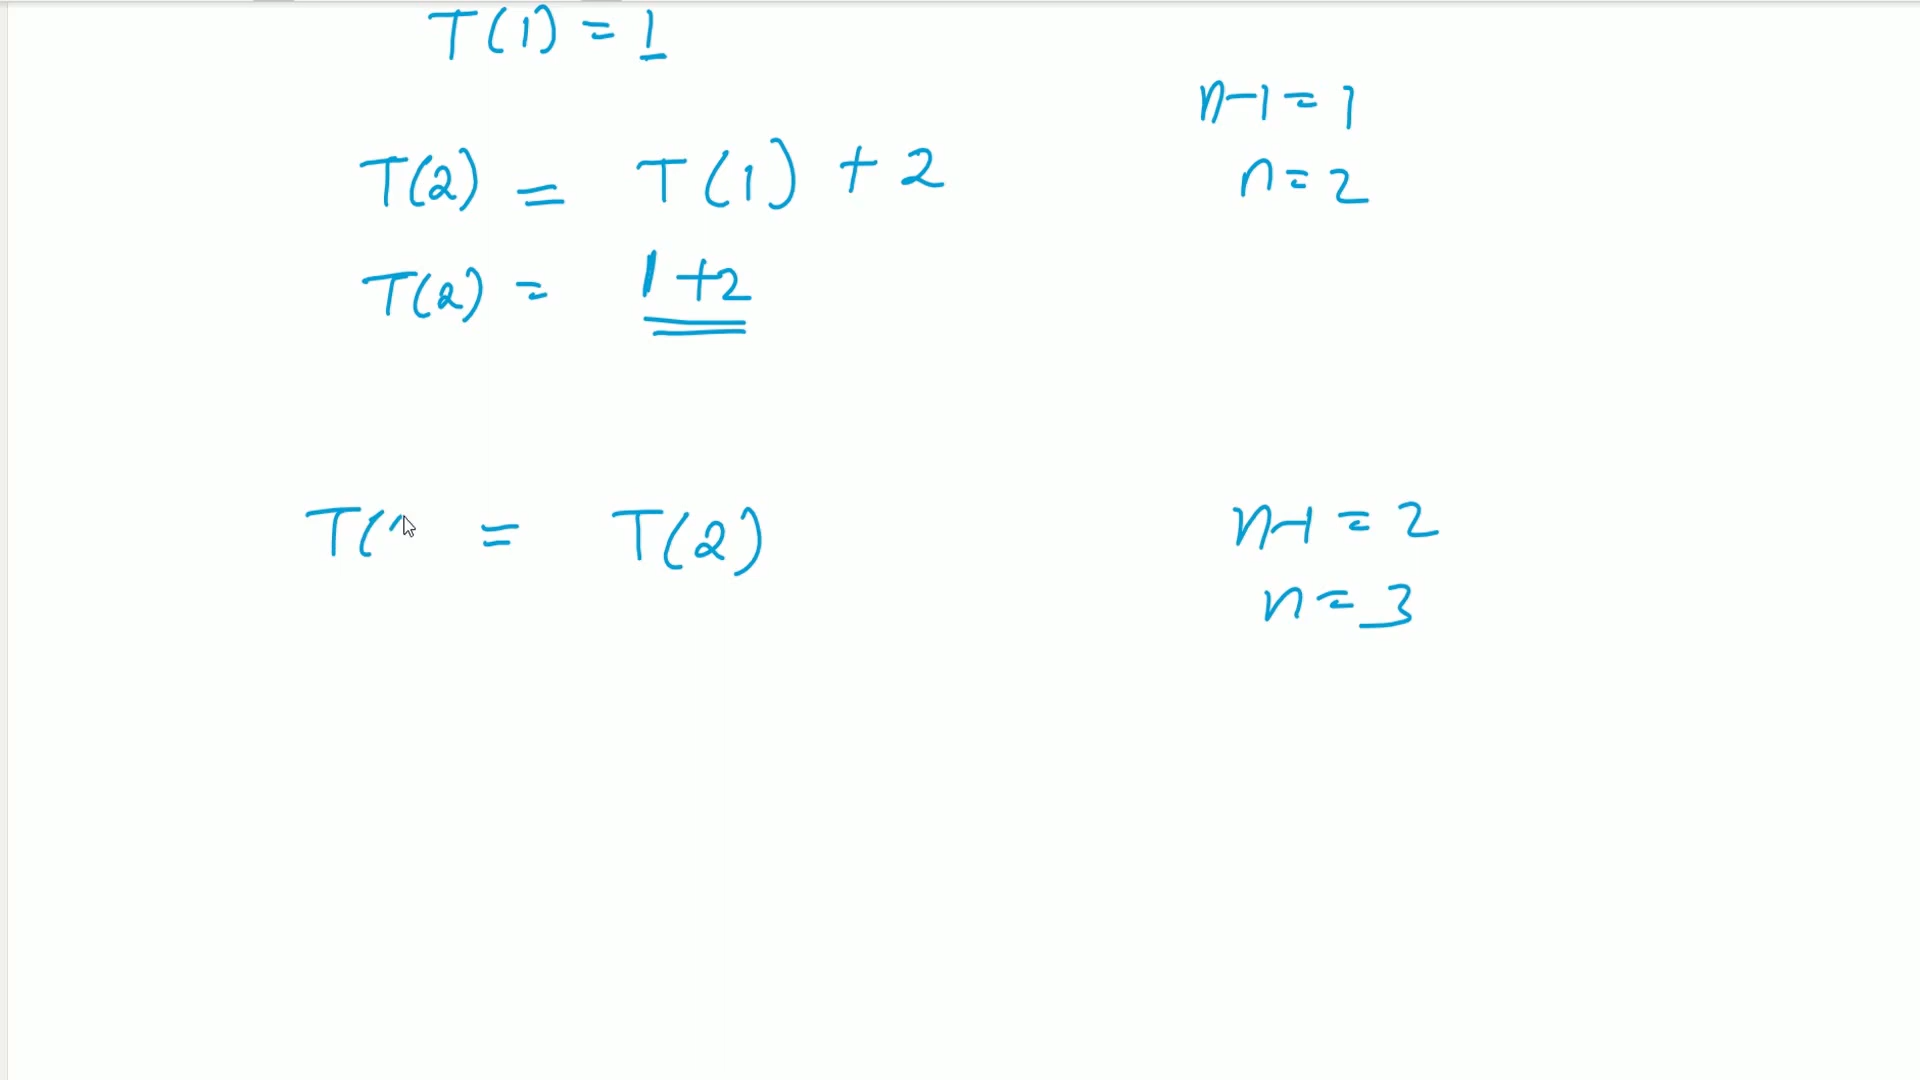 T(1) = 1
n-1 = 1
T(2) = T(1) + 2
n = 2
T(2) = 1+2
T( = T(2)
n-1 = 2
n = 3